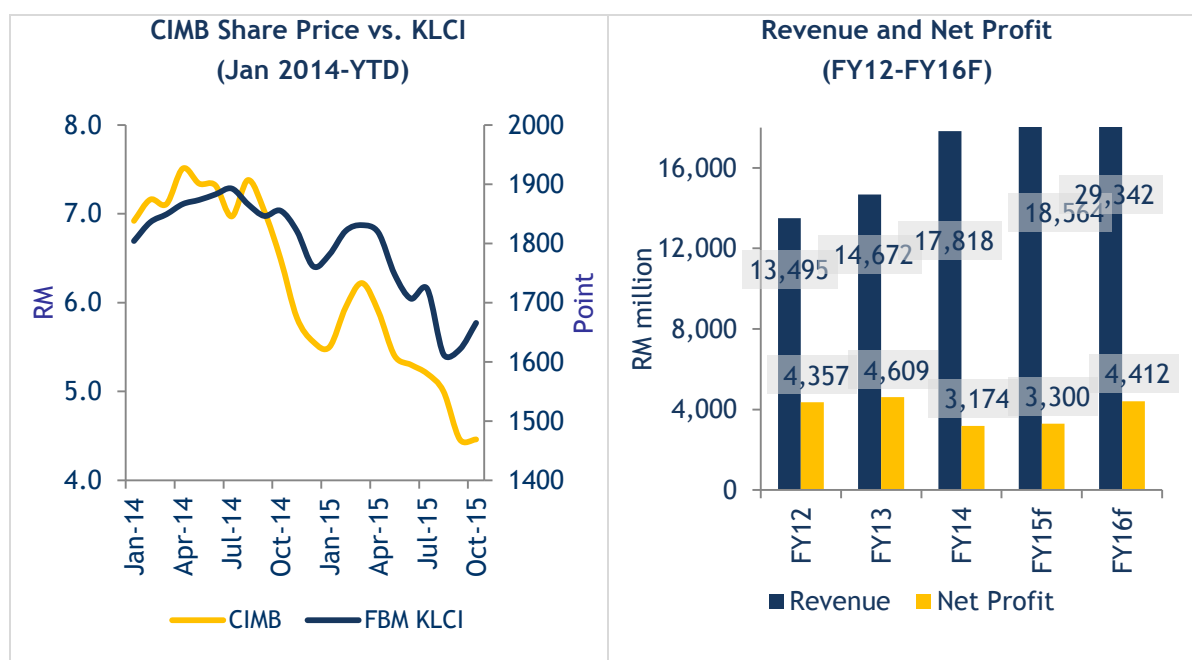 CIMB Share Price vs. KLCI
(Jan 2014-YTD)
8.0
7.0
6.0
5.0
4.0
RM
2000
1900
1800
1700
1600
1500
1400
Point
Jan-14
Apr-14
Jul-14
Oct-14
Jan-15
Apr-15
Jul-15
Oct-15
CIMB
FBM KLCI
Revenue and Net Profit
(FY12-FY16F)
16,000
12,000
8,000
4,000
0
RM million
13,495
14,672
17,818
18,564
29,342
4,357
4,609
3,174
3,300
4,412
FY12
FY13
FY14
FY15f
FY16f
Revenue
Net Profit